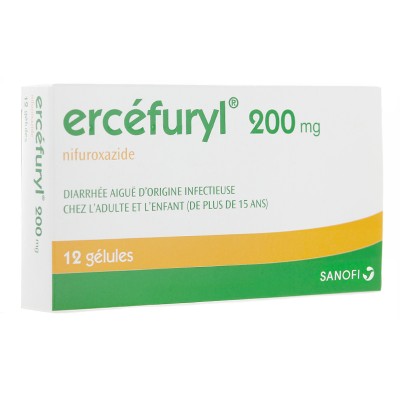 ercéfuryl® 200 mg
nifuroxazide
DIARRHÉE AIGUË D'ORIGINE INFECTIEUSE
CHEZ L'ADULTE ET L'ENFANT (DE PLUS DE 15 ANS)
12 gélules
SANOFI
12 gélules
ercéfuryl® 200 mg